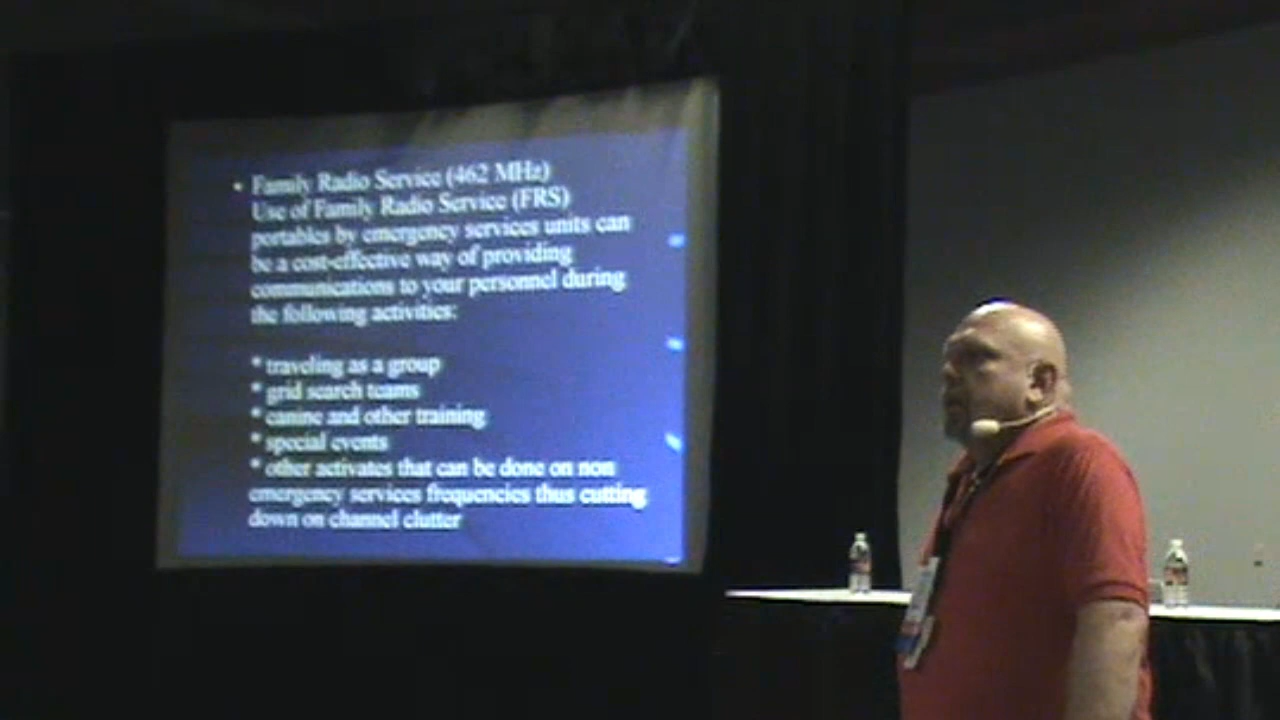 • Family Radio Service (462 MHz)
Use of Family Radio Service (FRS)
portables by emergency services units can
be a cost-effective way of providing
communications to your personnel during
the following activities:
* traveling as a group
* grid search teams
* canine and other training
* special events
* other activates that can be done on non
emergency services frequencies thus cutting
down on channel clutter